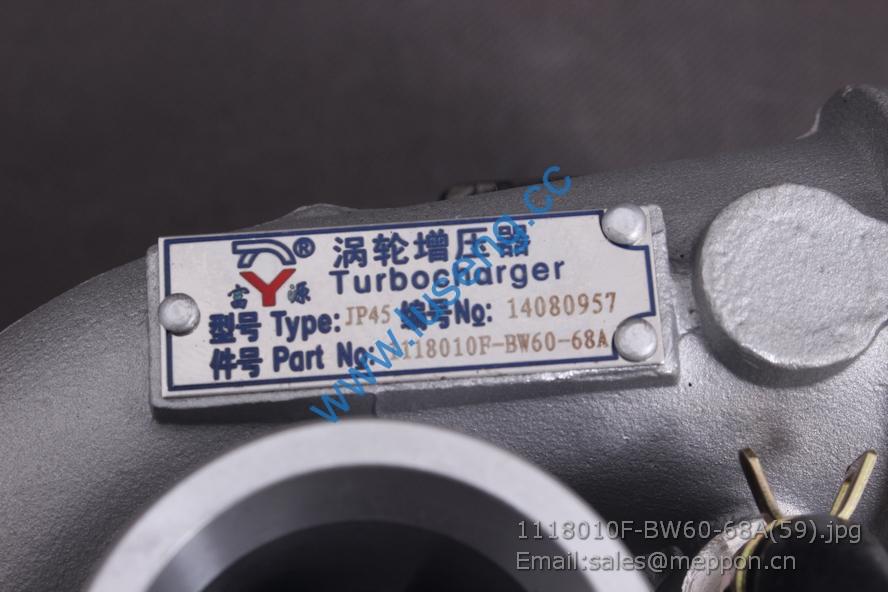 ® 涡轮增压器
Turbocharger
富 Y 源
型号 Type: JP45 编号No: 14080957
件号 Part No: 1118010F-BW60-68A
www.luseng.cc
1118010F-BW60-68A(59).jpg
Email:sales@meppon.cn